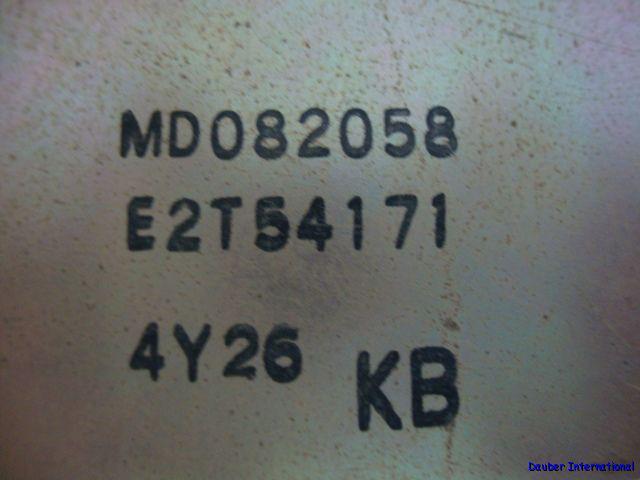 MD082058
E2T54171
4Y26 KB
Dauber International